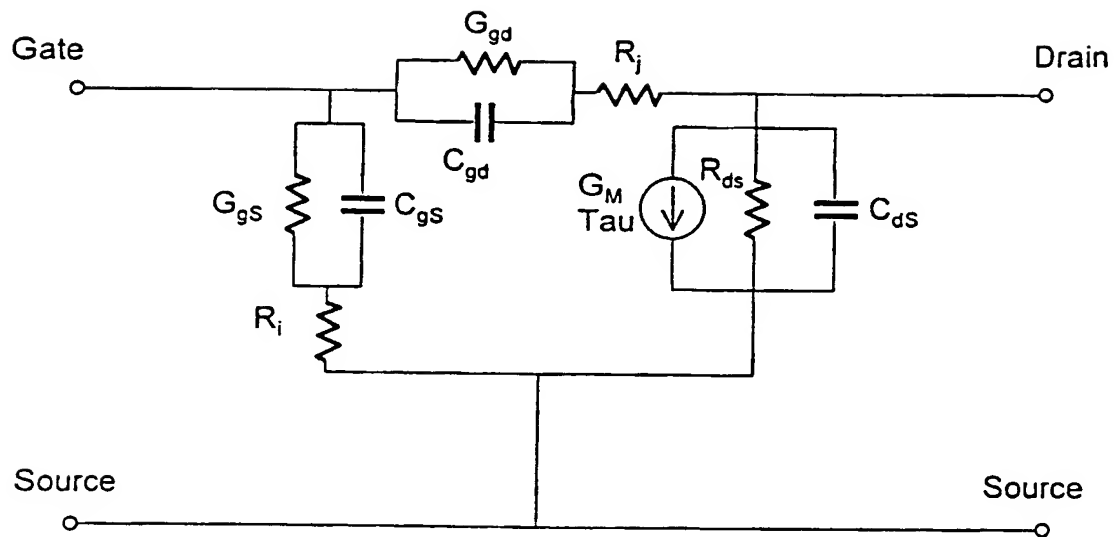 G_gd
Gate
R_j
Drain
C_gd
R_ds
G_gS
C_gS
G_M
Tau
C_dS
R_i
Source
Source